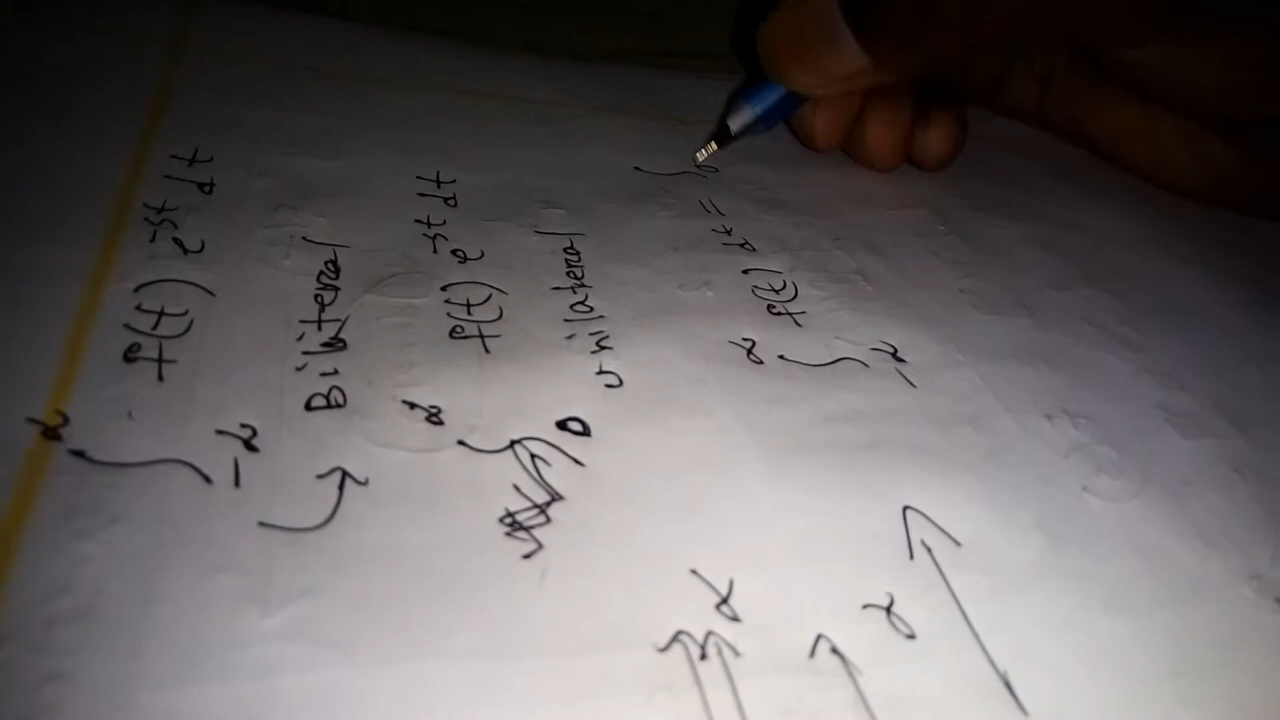 ∫_{-∞}^{∞} f(t) e^{-st} dt
↳ Bilateral
∫_{0}^{∞} f(t) e^{-st} dt
unilateral
∫_{-∞}^{∞} f(t) dt = ∫
∞
∞